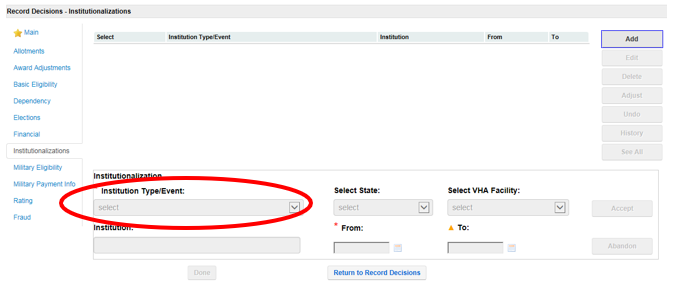 Record Decisions - Institutionalizations
Main
Allotments
Award Adjustments
Basic Eligibility
Dependency
Elections
Financial
Institutionalizations
Military Eligibility
Military Payment Info
Rating
Fraud
Select Institution Type/Event Institution From To
Add
Edit
Delete
Adjust
Undo
History
See All
Institutionalization
Institution Type/Event: Select State: Select VHA Facility:
select select select Accept
Institution: * From: To:
Abandon
Done Return to Record Decisions